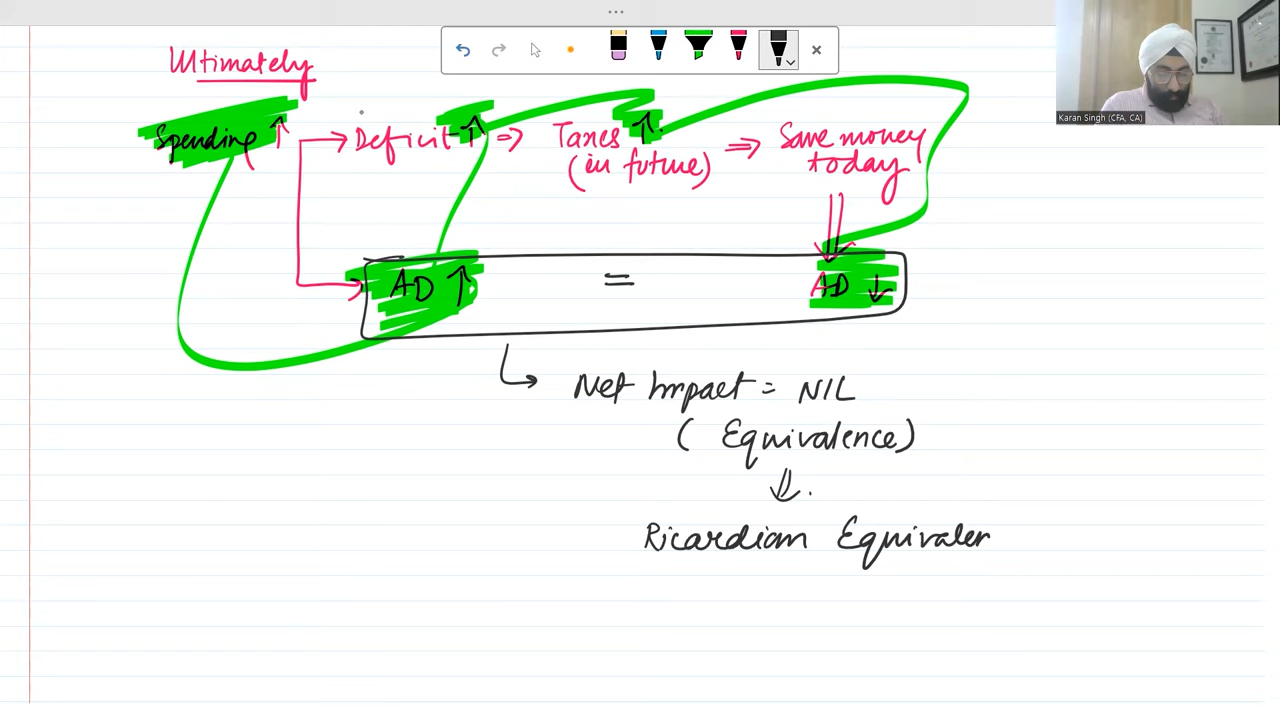 Ultimately
Spending ↑ → Deficit ↑ ⇒ Taxes ↑ ⇒ Save money
(in future) today
AD ↑ = AD ↓
Net Impact = NIL
(Equivalence)
Ricardian Equivalen
Karan Singh (CFA, CA)